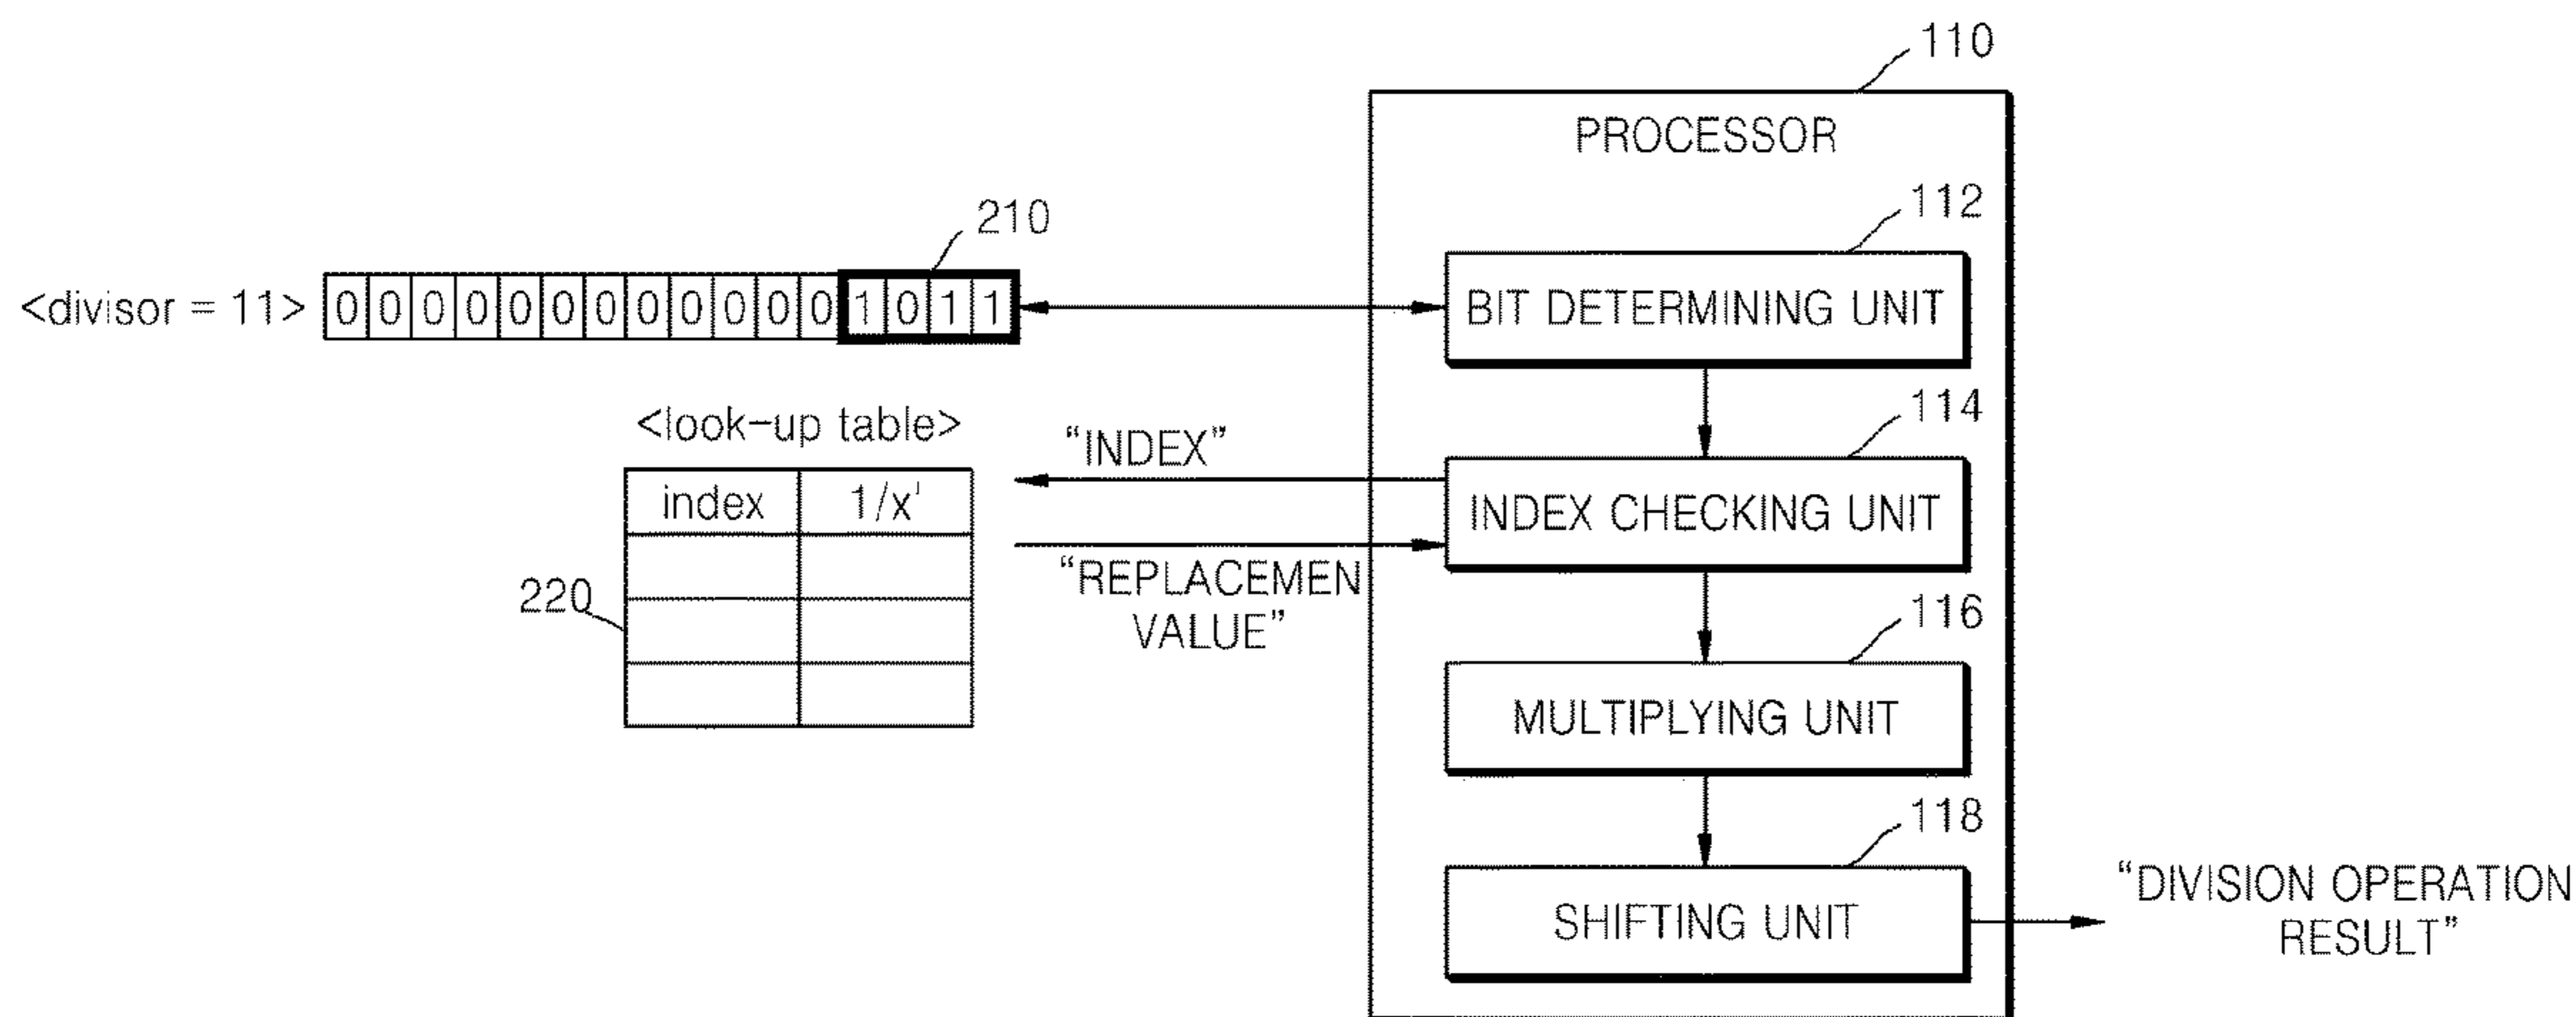 110
PROCESSOR
112
210
<divisor = 11> 0 0 0 0 0 0 0 0 0 0 0 0 1 0 1 1
BIT DETERMINING UNIT
<look-up table>
114
"INDEX"
index 1/x'
INDEX CHECKING UNIT
"REPLACEMEN
VALUE"
220
116
MULTIPLYING UNIT
118
SHIFTING UNIT
"DIVISION OPERATION
RESULT"